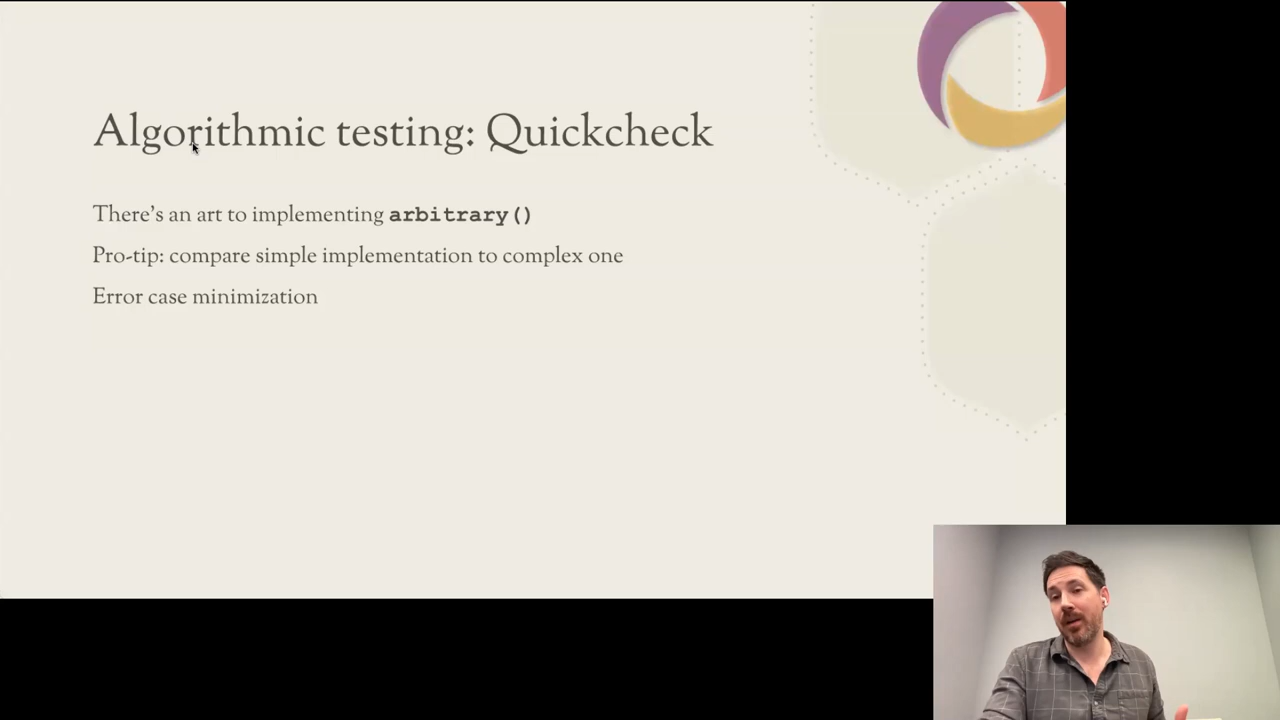 Algorithmic testing: Quickcheck
There's an art to implementing arbitrary()
Pro-tip: compare simple implementation to complex one
Error case minimization